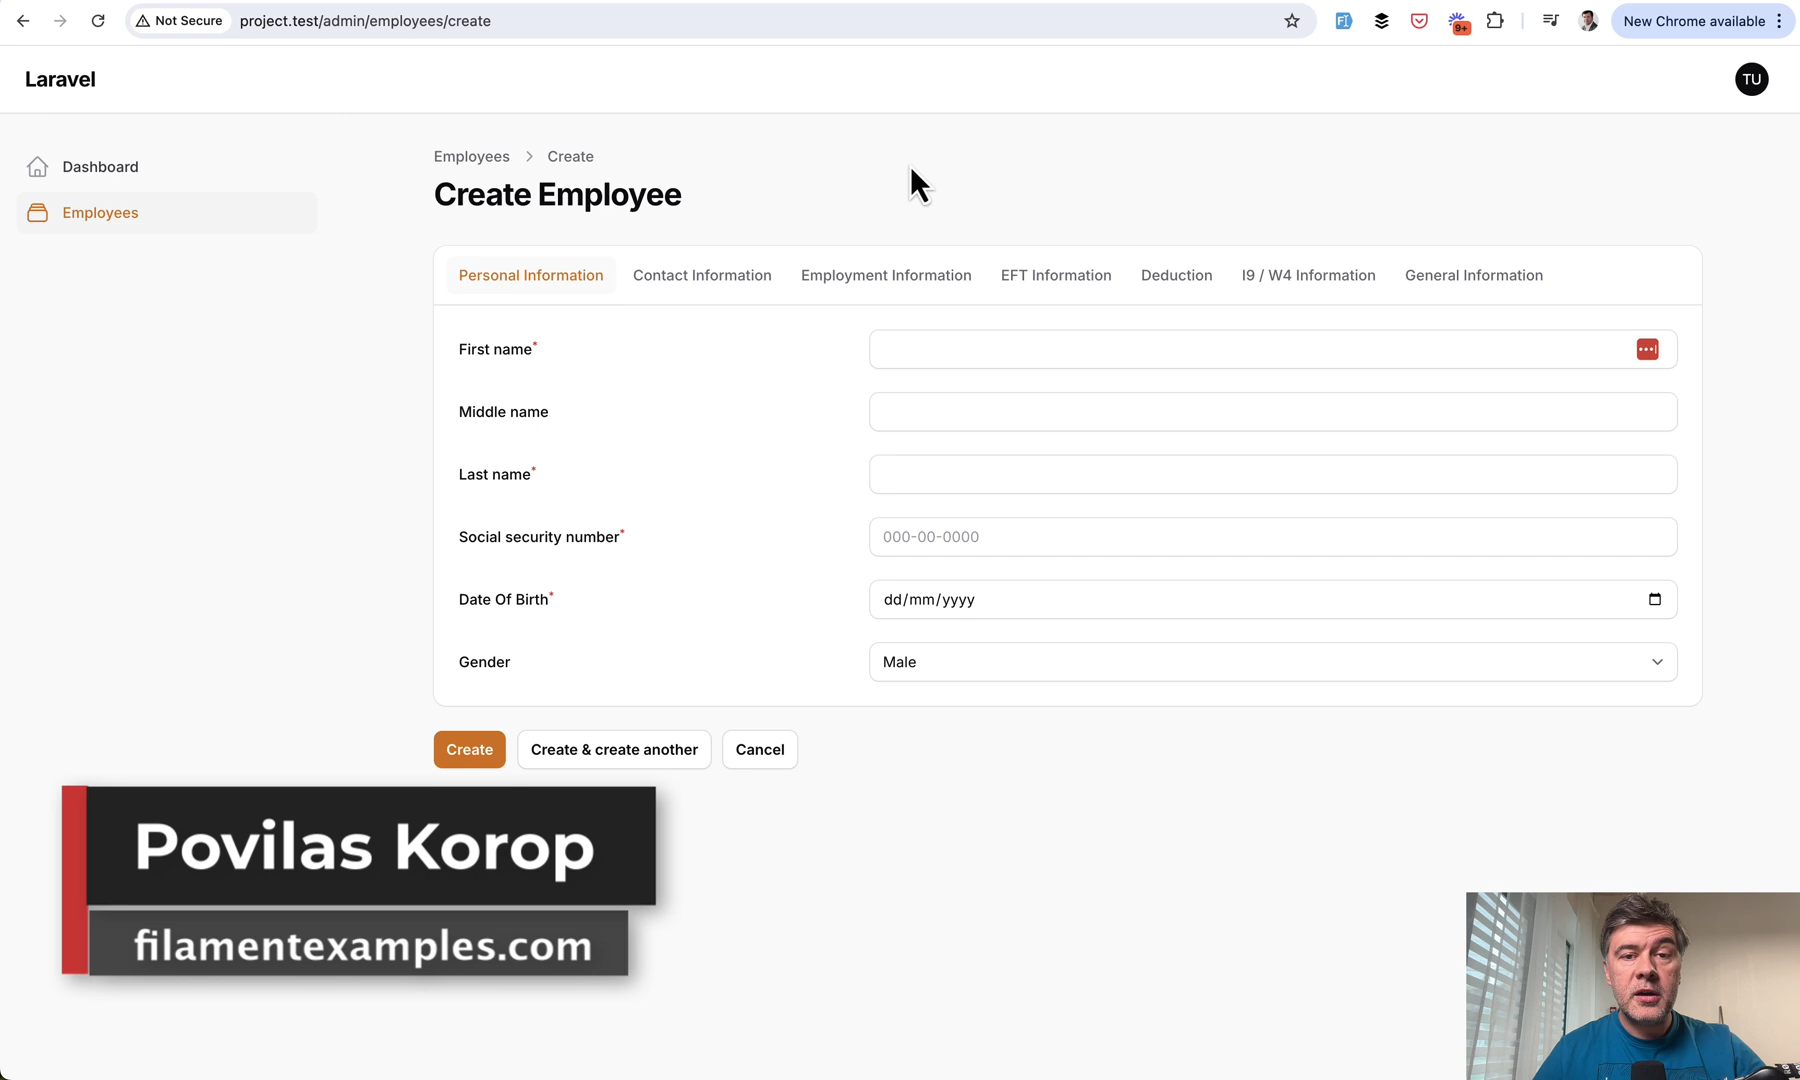 Not Secure
project.test/admin/employees/create
9+
New Chrome available
Laravel
TU
Dashboard
Employees
Employees > Create
Create Employee
Personal Information
Contact Information
Employment Information
EFT Information
Deduction
I9 / W4 Information
General Information
First name*
Middle name
Last name*
Social security number*
000-00-0000
Date Of Birth*
dd/mm/yyyy
Gender
Male
Create
Create & create another
Cancel
Povilas Korop
filamentexamples.com